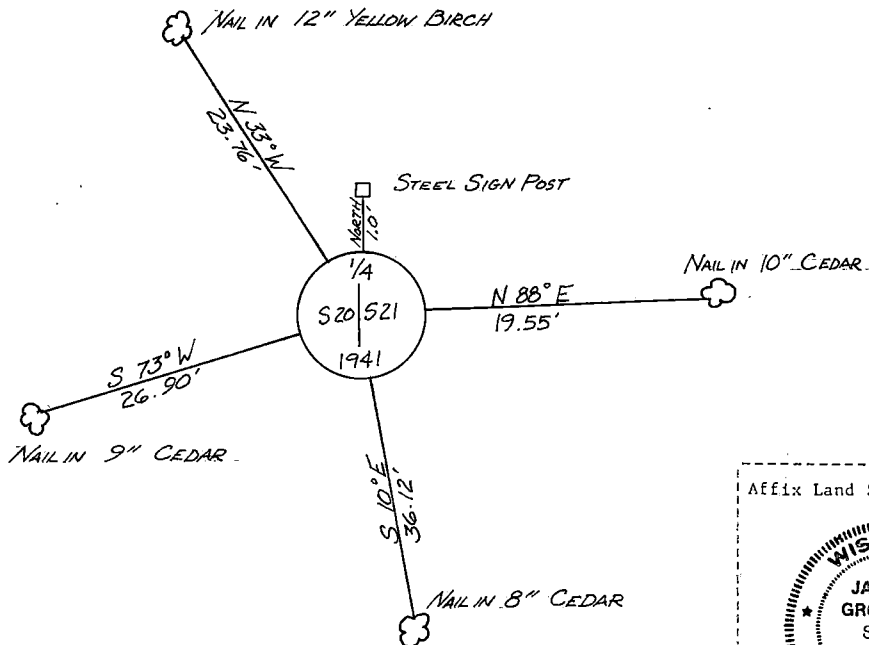 NAIL IN 12" YELLOW BIRCH
N 33° W
23.76'
STEEL SIGN POST
NORTH
1.0'
1/4
S20 S21
1941
N 88° E
19.55'
NAIL IN 10" CEDAR
S 73° W
26.90'
NAIL IN 9" CEDAR
S 10° E
36.12'
NAIL IN 8" CEDAR
Affix Land